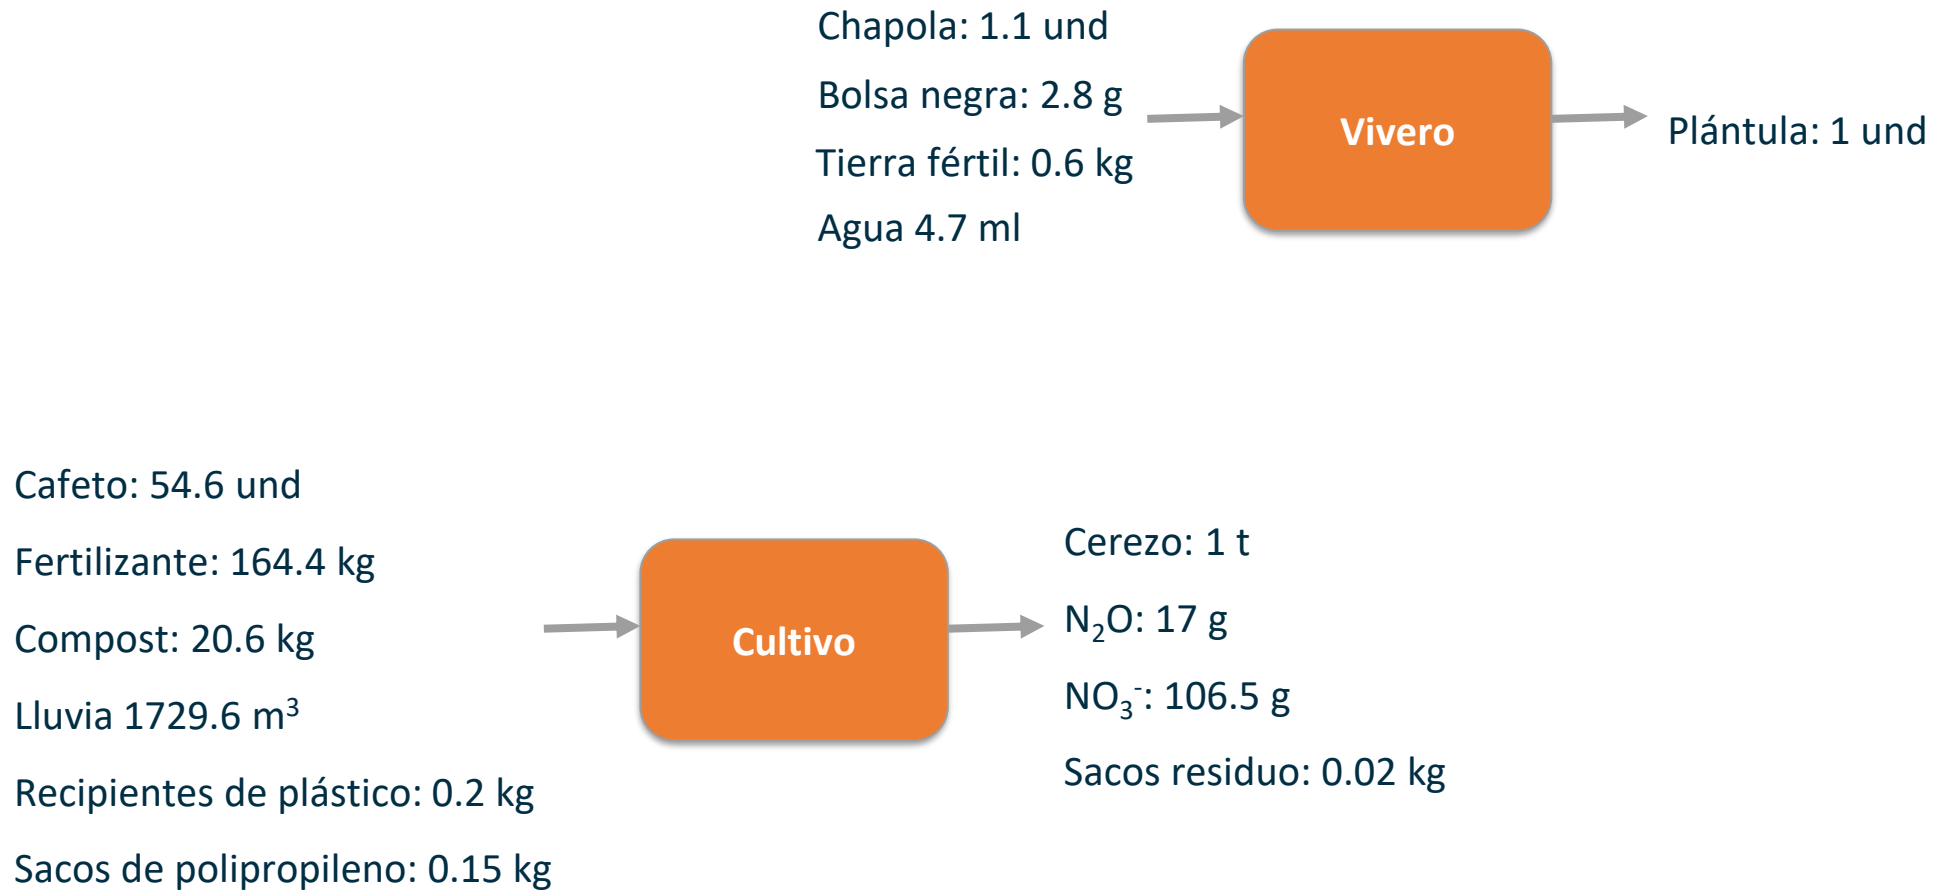 Chapola: 1.1 und
Bolsa negra: 2.8 g
Tierra fértil: 0.6 kg
Agua 4.7 ml
Vivero
Plántula: 1 und
Cafeto: 54.6 und
Fertilizante: 164.4 kg
Compost: 20.6 kg
Lluvia 1729.6 m³
Recipientes de plástico: 0.2 kg
Sacos de polipropileno: 0.15 kg
Cultivo
Cerezo: 1 t
N₂O: 17 g
NO₃⁻: 106.5 g
Sacos residuo: 0.02 kg